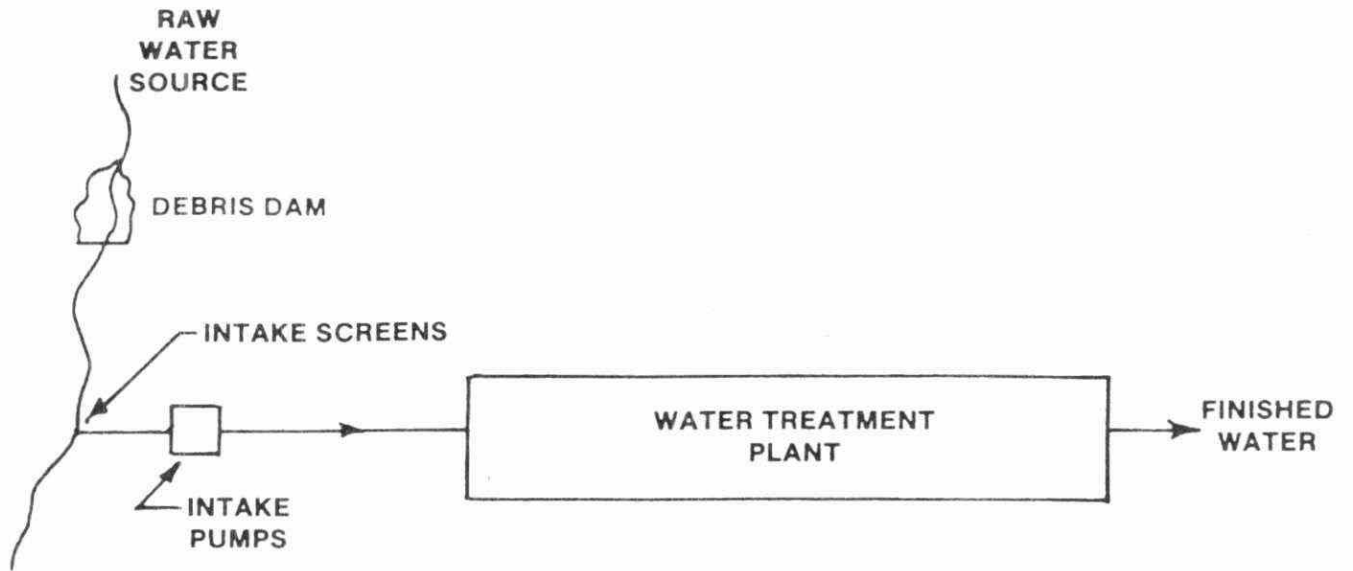 RAW
WATER
SOURCE
DEBRIS DAM
INTAKE SCREENS
WATER TREATMENT
PLANT
FINISHED
WATER
INTAKE
PUMPS